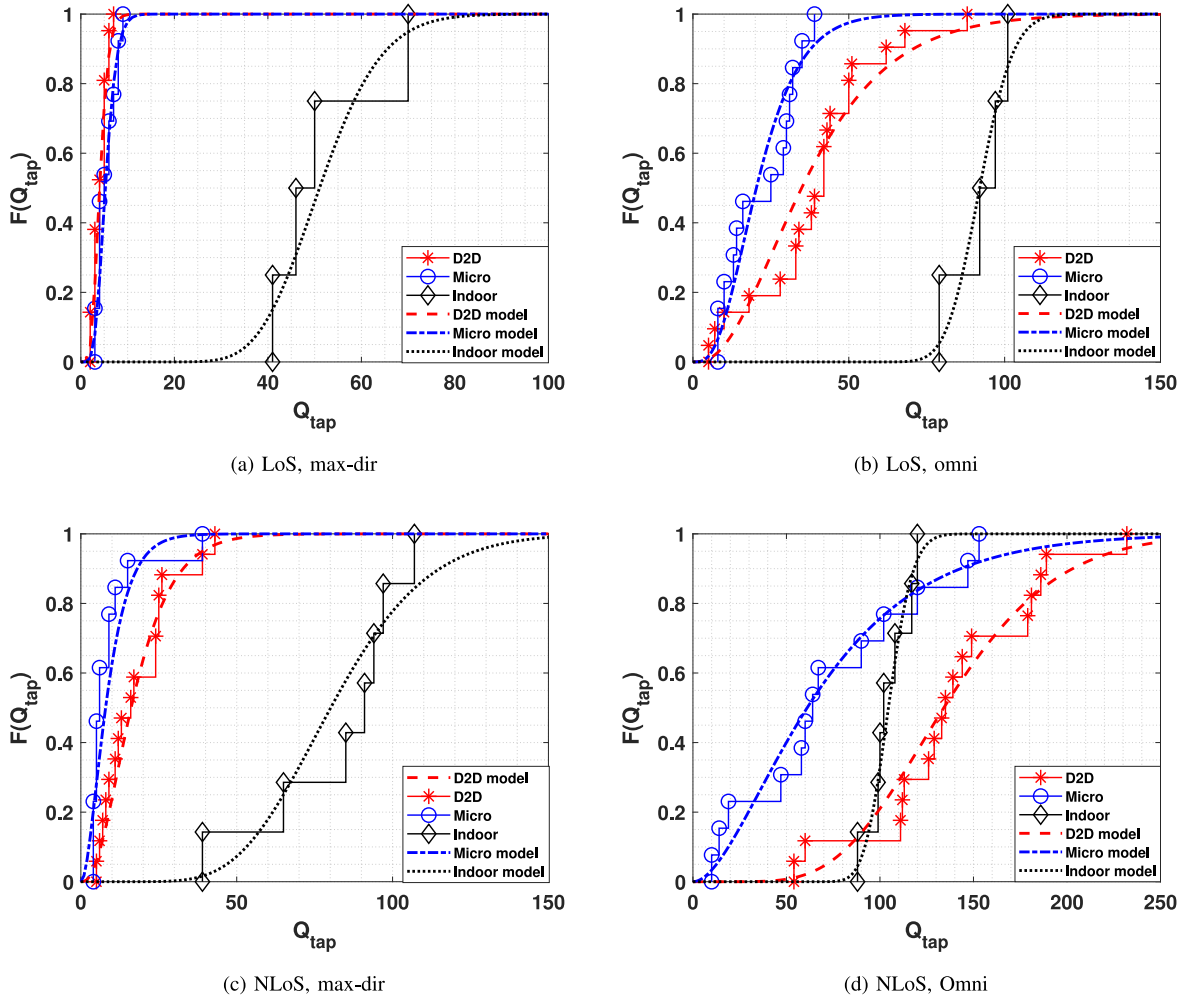 1
0.8
0.6
0.4
0.2
0
F(Q_tap)
0 20 40 60 80 100
Q_tap
D2D
Micro
Indoor
D2D model
Micro model
Indoor model
(a) LoS, max-dir
1
0.8
0.6
0.4
0.2
0
F(Q_tap)
0 50 100 150
Q_tap
D2D
Micro
Indoor
D2D model
Micro model
Indoor model
(b) LoS, omni
1
0.8
0.6
0.4
0.2
0
F(Q_tap)
50 100 150
Q_tap
D2D model
D2D
Micro
Indoor
Micro model
Indoor model
(c) NLoS, max-dir
1
0.8
0.6
0.4
0.2
0
F(Q_tap)
0 50 100 150 200 250
Q_tap
D2D
Micro
Indoor
D2D model
Micro model
Indoor model
(d) NLoS, Omni